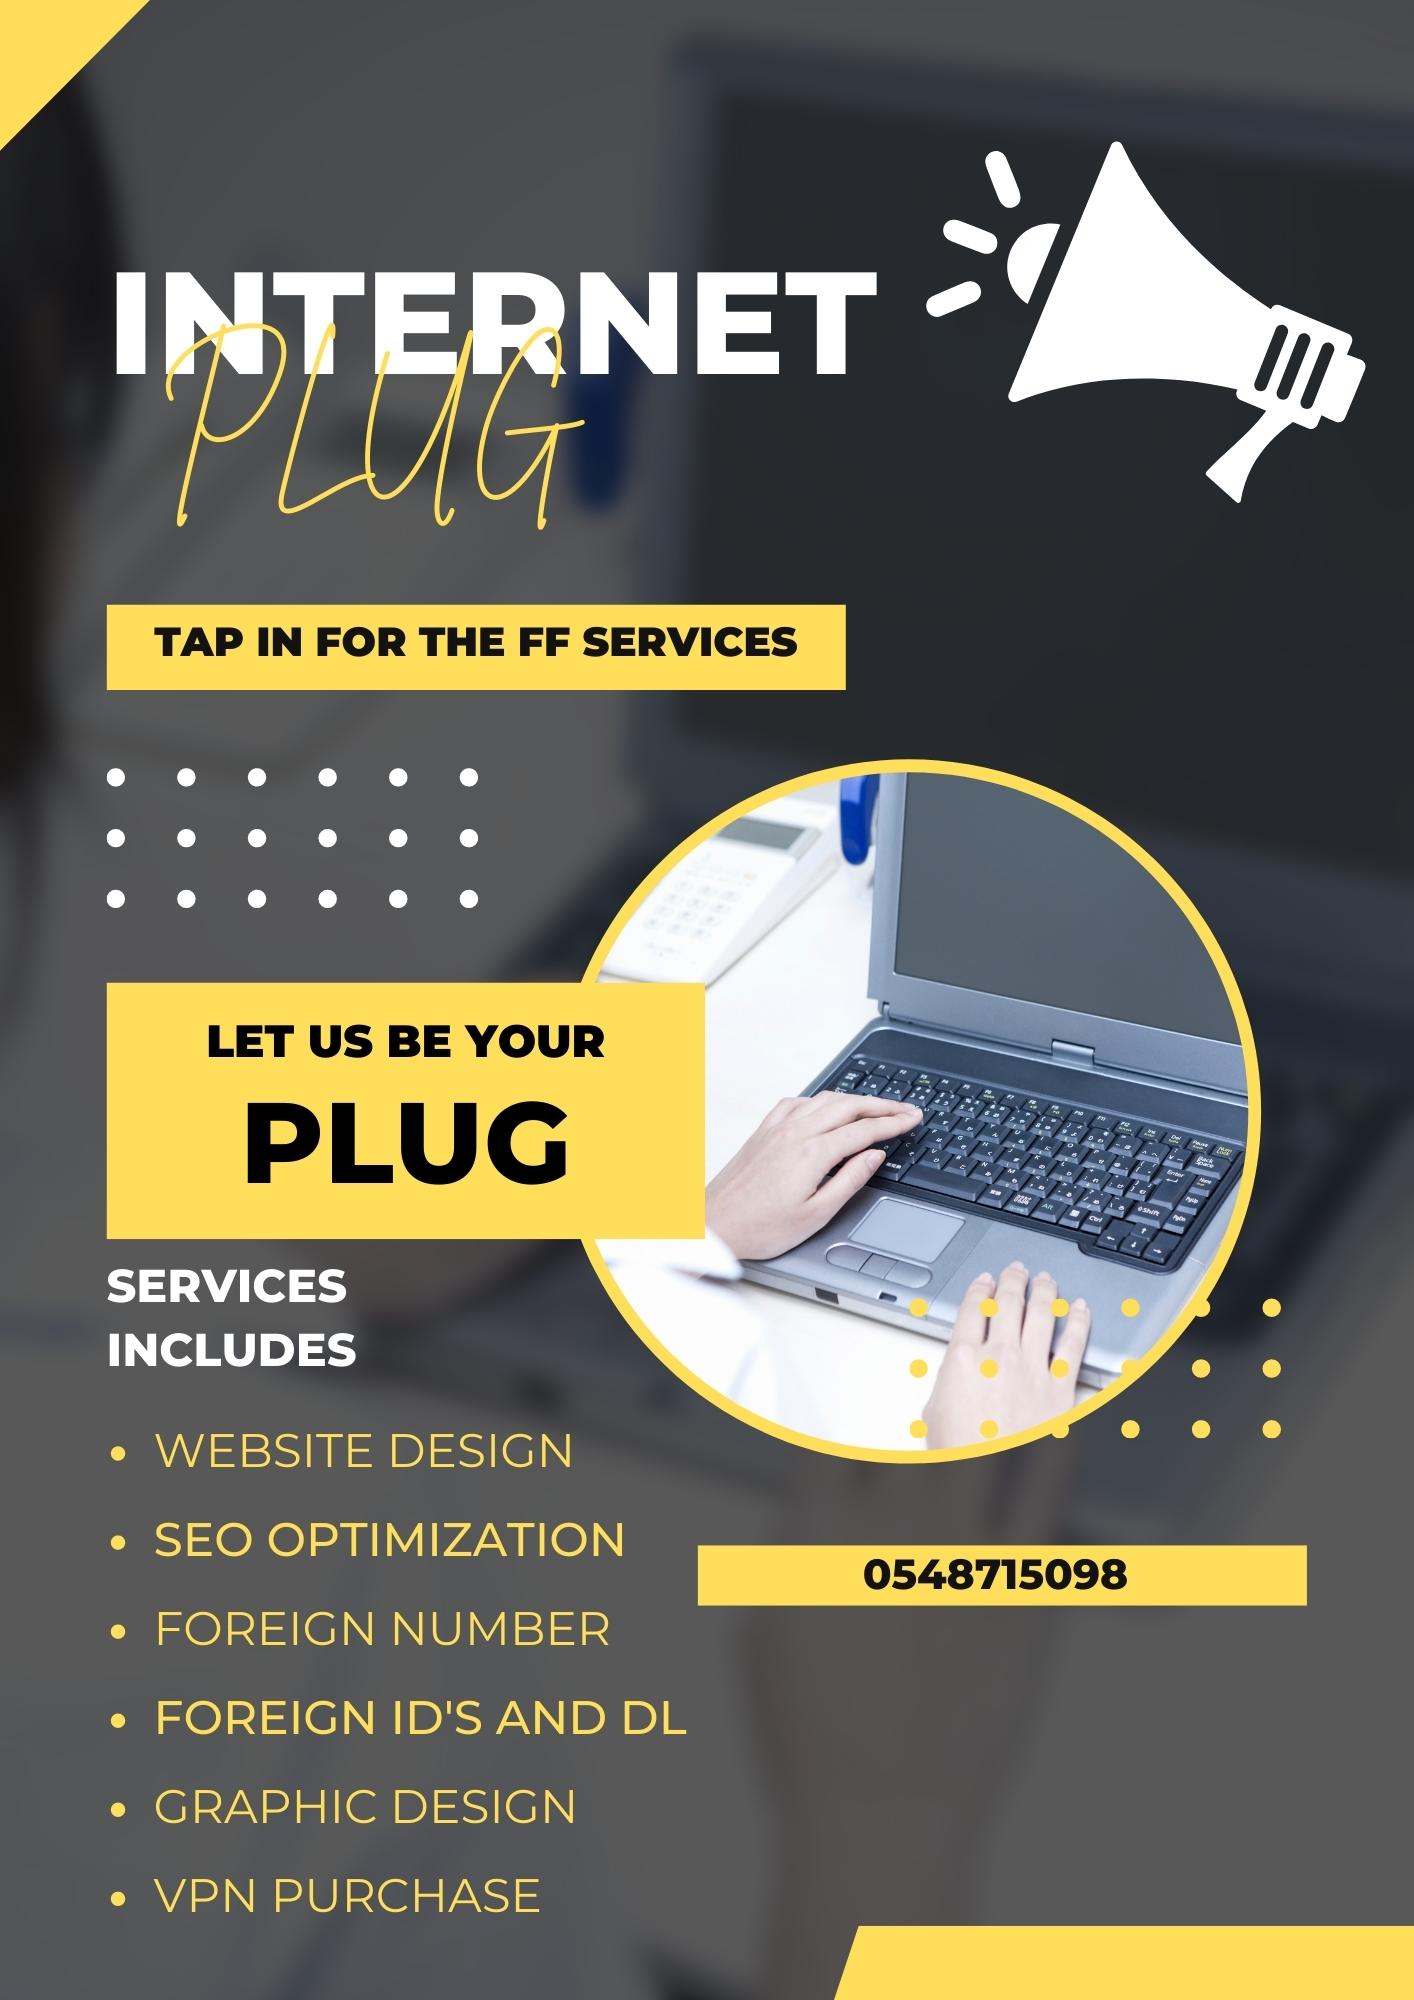 INTERNET
PLUG
TAP IN FOR THE FF SERVICES
LET US BE YOUR
PLUG
SERVICES
INCLUDES
• WEBSITE DESIGN
• SEO OPTIMIZATION
• FOREIGN NUMBER
• FOREIGN ID'S AND DL
• GRAPHIC DESIGN
• VPN PURCHASE
0548715098